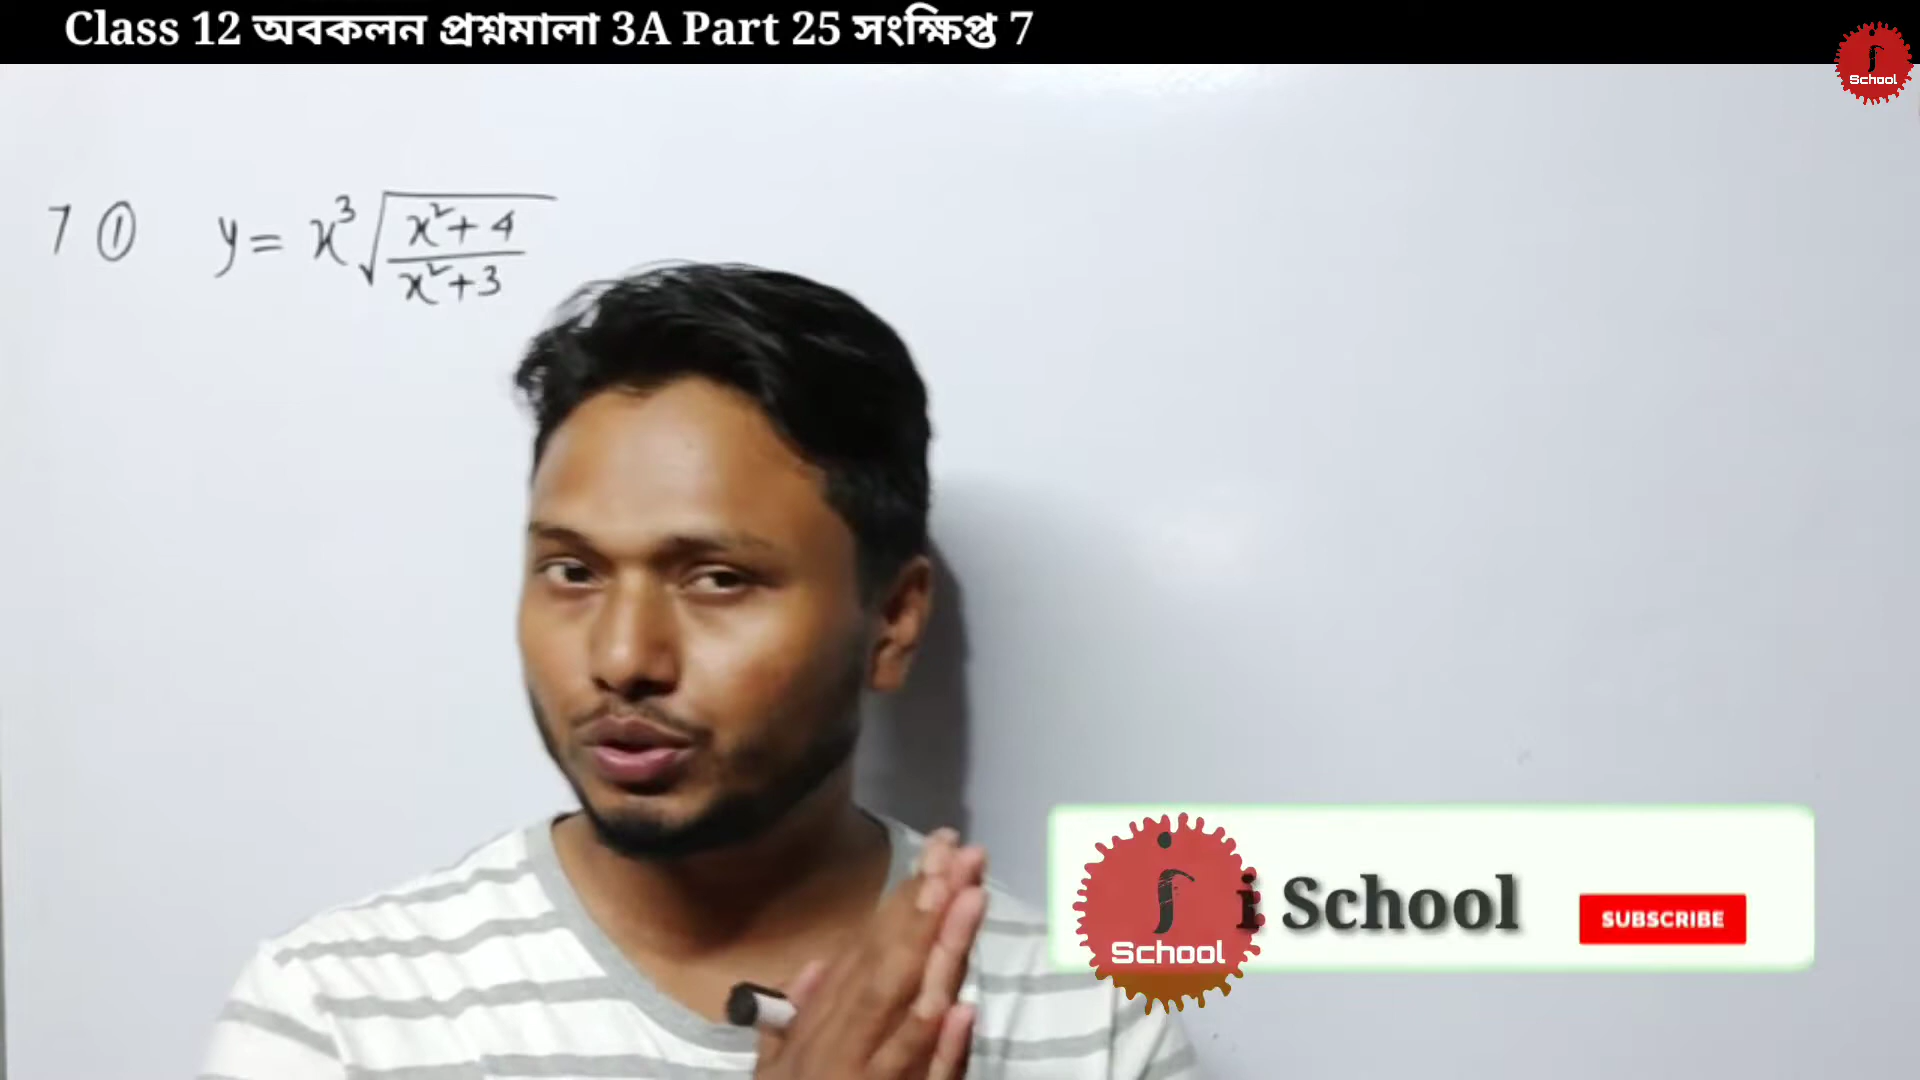 Class 12 অবকলন প্রশ্নমালা 3A Part 25 সংক্ষিপ্ত 7
School
7 ① y = x³√((x²+4)/(x²+3))
School
i School
SUBSCRIBE